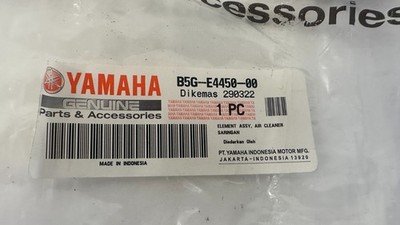 ccessories
YAMAHA
GENUINE
Parts & Accessories
MADE IN INDONESIA
B5G-E4450-00
Dikemas 290322
1 PC
ELEMENT ASSY, AIR CLEANER
SARINGAN
Diedarkan Oleh
PT. YAMAHA INDONESIA MOTOR MFG.
JAKARTA-INDONESIA 13920